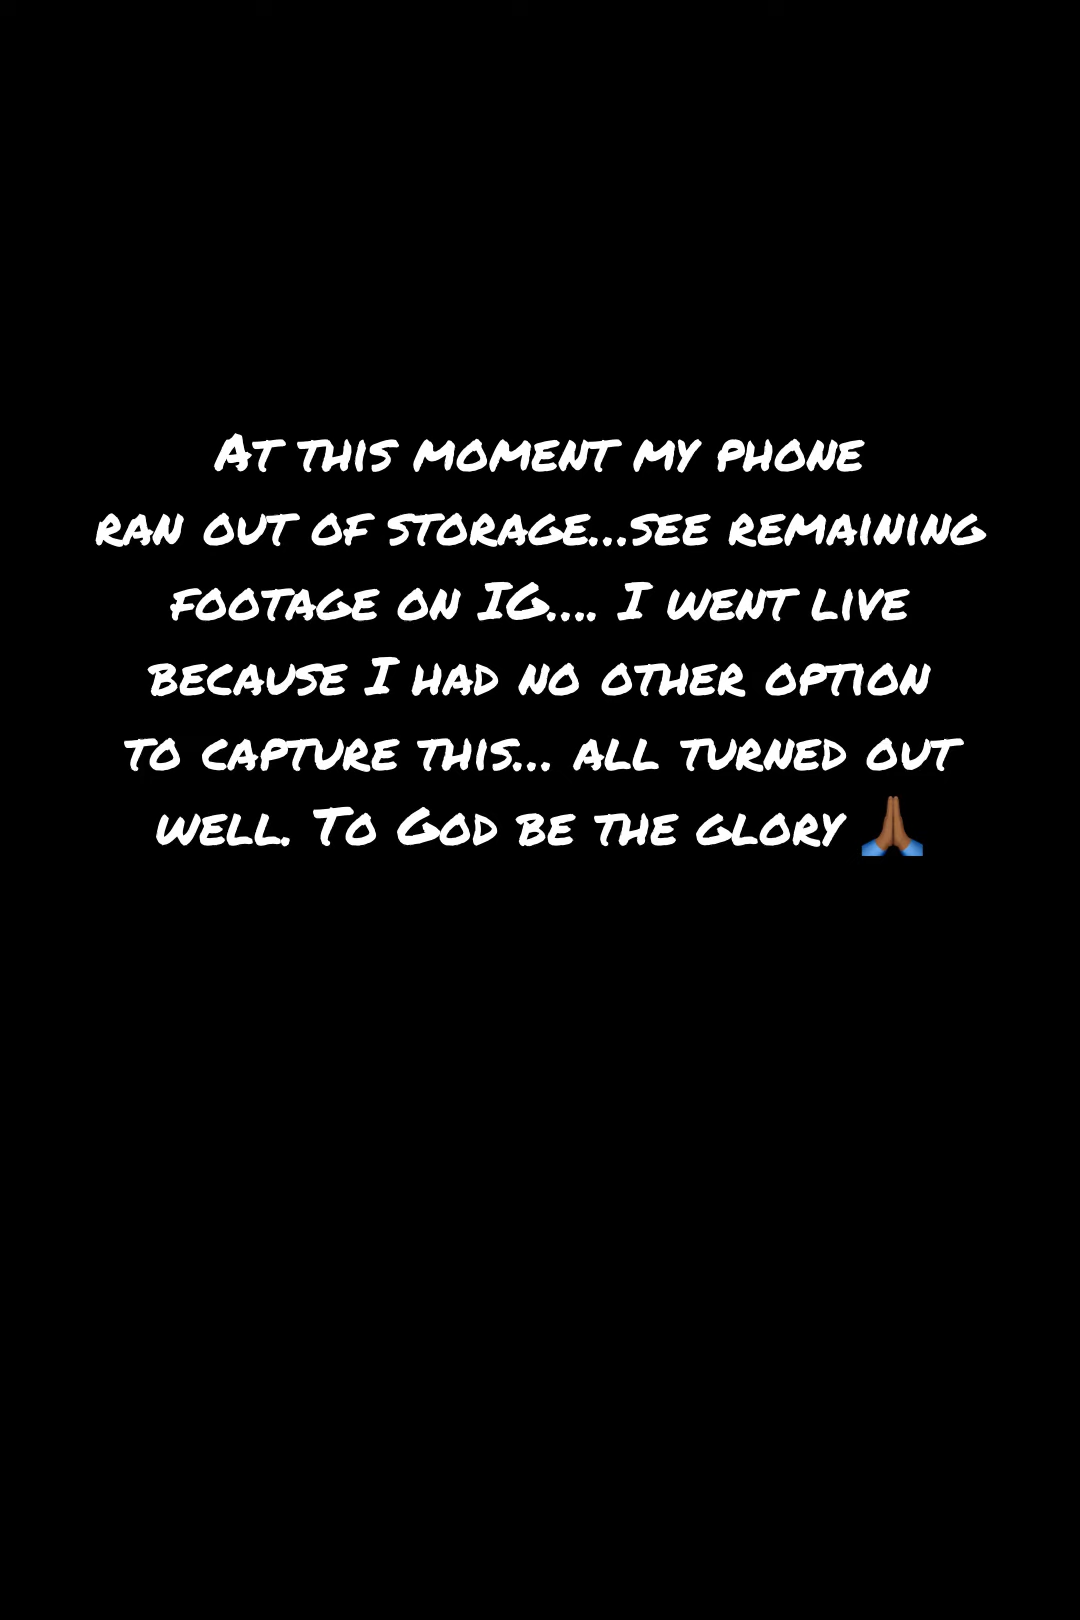 At this moment my phone
ran out of storage...see remaining
footage on IG.... I went live
because I had no other option
to capture this... all turned out
well. To God be the glory 🙏🏾